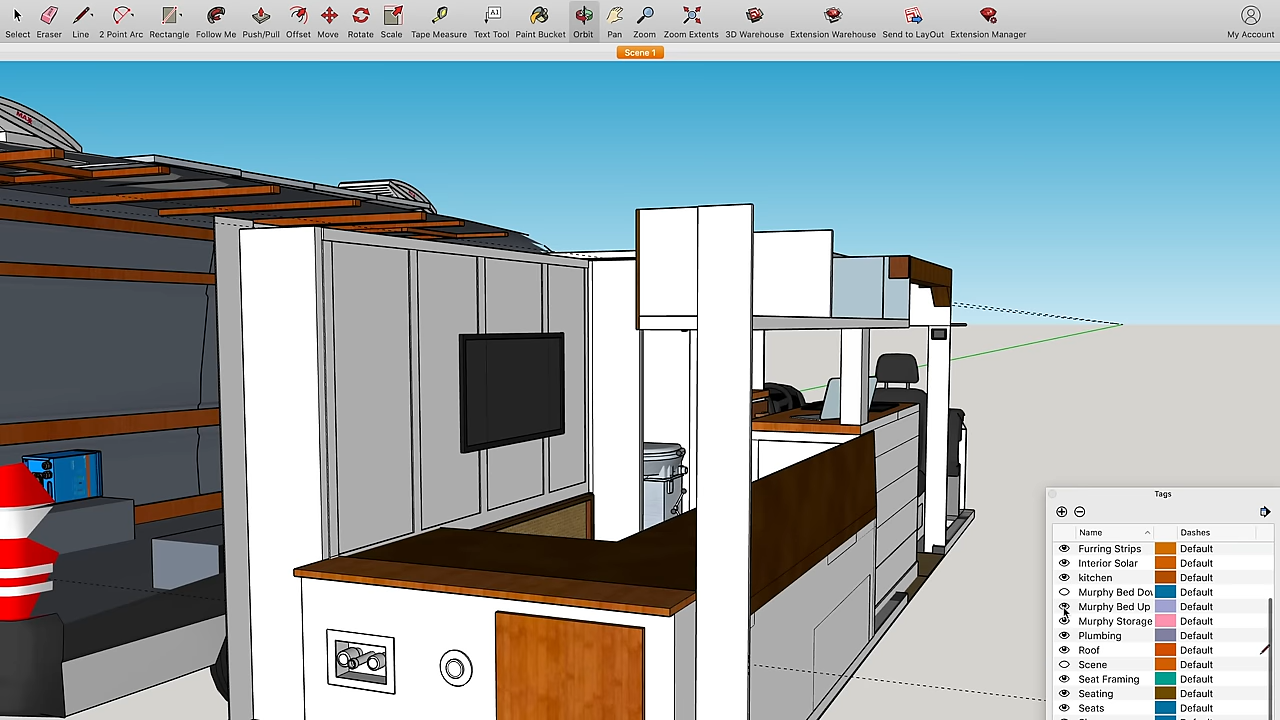 Select Eraser Line 2 Point Arc Rectangle Follow Me Push/Pull Offset Move Rotate Scale Tape Measure Text Tool Paint Bucket Orbit Pan Zoom Zoom Extents 3D Warehouse Extension Warehouse Send to LayOut Extension Manager My Account
Scene 1
MAX
Tags
Name Dashes
Furring Strips Default
Interior Solar Default
kitchen Default
Murphy Bed Dov Default
Murphy Bed Up Default
Murphy Storage Default
Plumbing Default
Roof Default
Scene Default
Seat Framing Default
Seating Default
Seats Default